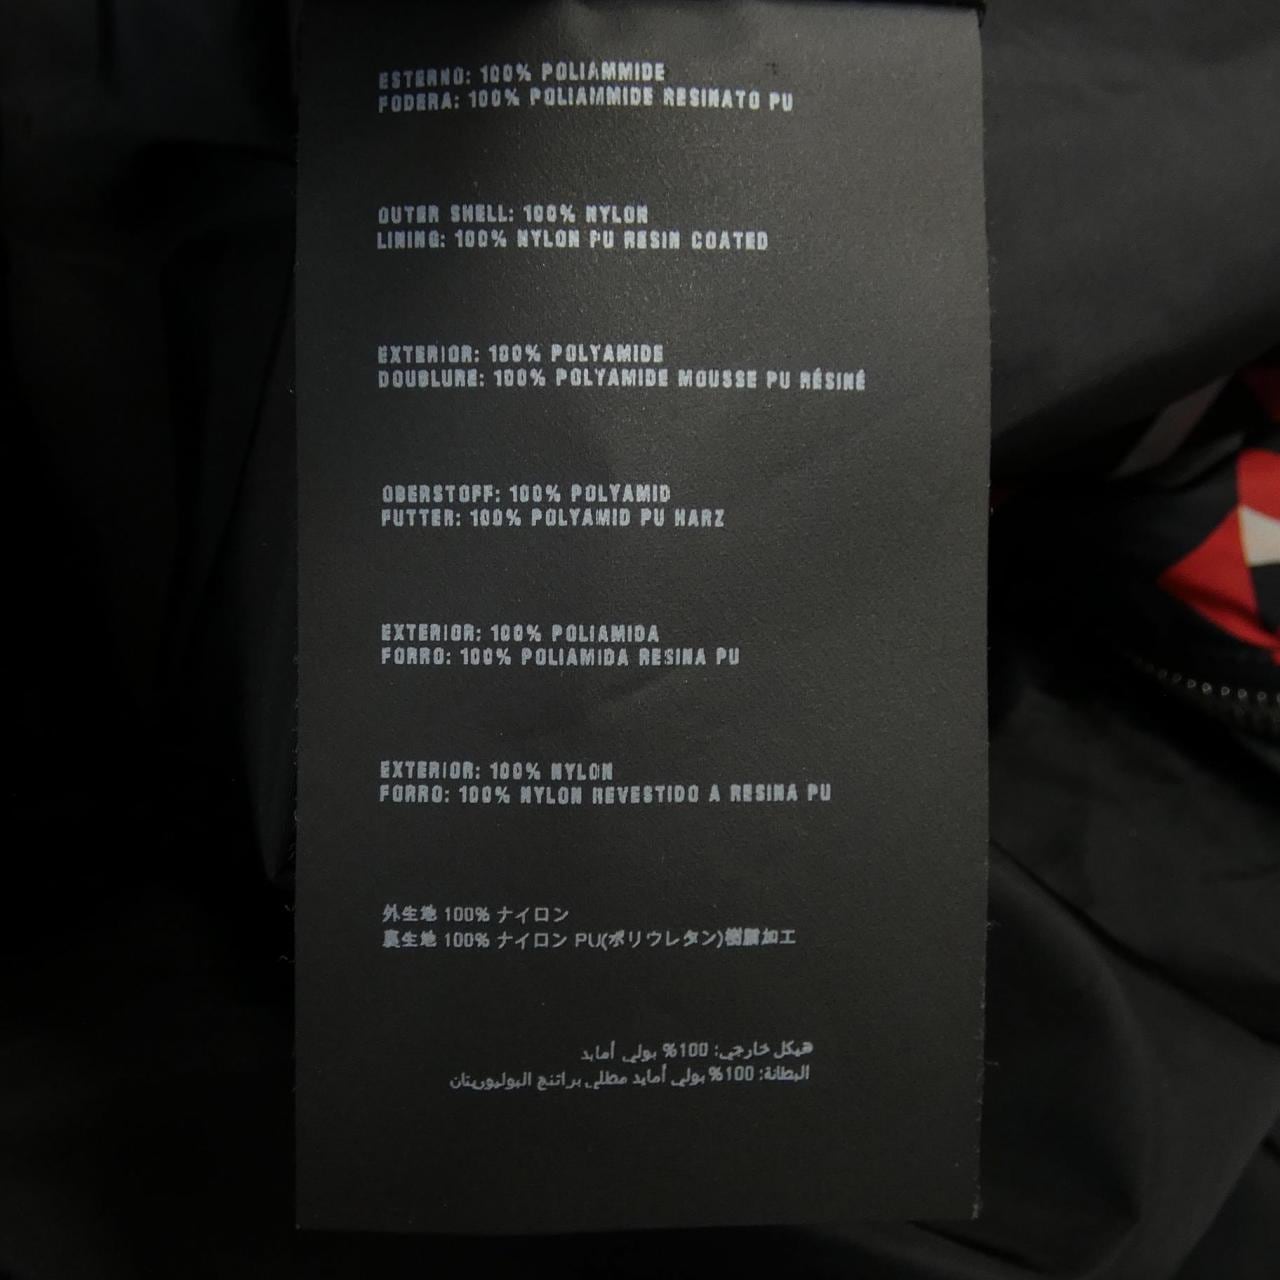 ESTERNO: 100% POLIAMMIDE
FODERA: 100% POLIAMMIDE RESINATO PU
OUTER SHELL: 100% NYLON
LINING: 100% NYLON PU RESIN COATED
EXTERIOR: 100% POLYAMIDE
DOUBLURE: 100% POLYAMIDE MOUSSE PU RÉSINÉ
OBERSTOFF: 100% POLYAMID
FUTTER: 100% POLYAMID PU HARZ
EXTERIOR: 100% POLIAMIDA
FORRO: 100% POLIAMIDA RESINA PU
EXTERIOR: 100% NYLON
FORRO: 100% NYLON REVESTIDO A RESINA PU
外生地 100% ナイロン
裏生地 100% ナイロン PU(ポリウレタン)樹脂加工
هيكل خارجي: 100% بولي أمايد
البطانة: 100% بولي أمايد مطلي براتنج البوليوريتان